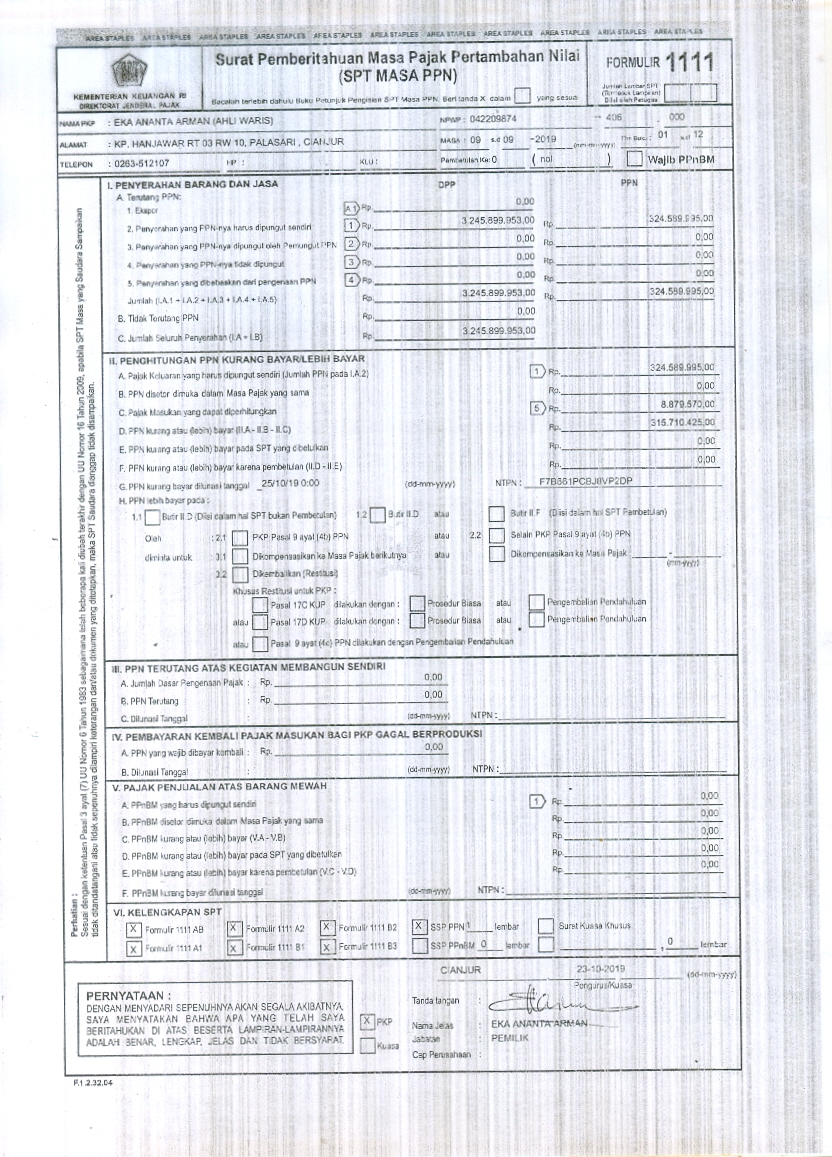 AREA STAPLES AREA STAPLES AREA STAPLES AREA STAPLES AREA STAPLES AREA STAPLES AREA STAPLES AREA STAPLES AREA STAPLES AREA STAPLES AREA STAPLES
KEMENTERIAN KEUANGAN RI
DIREKTORAT JENDERAL PAJAK
Surat Pemberitahuan Masa Pajak Pertambahan Nilai
(SPT MASA PPN)
Bacalah terlebih dahulu Buku Petunjuk Pengisian SPT Masa PPN. Beri tanda X dalam yang sesuai
FORMULIR 1111
Jumlah Lembar SPT
(Termasuk Lampiran)
Diisi oleh Petugas
NAMA PKP : EKA ANANTA ARMAN (AHLI WARIS) NPWP : 042209874 - 406 . 000
ALAMAT : KP. HANJAWAR RT 03 RW 10, PALASARI , CIANJUR MASA : 09 s.d 09 -2019 (mm-mm-yyyy) Thn Buku: 01 s.d 12
TELEPON : 0263-512107 HP : KLU : Pembetulan Ke: 0 ( nol ) Wajib PPnBM
Perhatian :
Sesuai dengan ketentuan Pasal 3 ayat (7) UU Nomor 6 Tahun 1983 sebagaimana telah beberapa kali diubah terakhir dengan UU Nomor 16 Tahun 2009, apabila SPT Masa yang Saudara Sampaikan
tidak ditandatangani atau tidak sepenuhnya dilampiri keterangan dan/atau dokumen yang ditetapkan, maka SPT Saudara dianggap tidak disampaikan.
I. PENYERAHAN BARANG DAN JASA DPP PPN
A. Terutang PPN:
1. Ekspor A1 Rp. 0,00
2. Penyerahan yang PPN-nya harus dipungut sendiri 1 Rp. 3.245.899.953,00 Rp. 324.589.995,00
3. Penyerahan yang PPN-nya dipungut oleh Pemungut PPN 2 Rp. 0,00 Rp. 0,00
4. Penyerahan yang PPN-nya tidak dipungut 3 Rp. 0,00 Rp. 0,00
5. Penyerahan yang dibebaskan dari pengenaan PPN 4 Rp. 0,00 Rp. 0,00
Jumlah (I.A.1 + I.A.2 + I.A.3 + I.A.4 + I.A.5) Rp. 3.245.899.953,00 Rp. 324.589.995,00
B. Tidak Terutang PPN Rp. 0,00
C. Jumlah Seluruh Penyerahan (I.A + I.B) Rp. 3.245.899.953,00
II. PENGHITUNGAN PPN KURANG BAYAR/LEBIH BAYAR
A. Pajak Keluaran yang harus dipungut sendiri (Jumlah PPN pada I.A.2) 1 Rp. 324.589.995,00
B. PPN disetor dimuka dalam Masa Pajak yang sama Rp. 0,00
C. Pajak Masukan yang dapat diperhitungkan 5 Rp. 8.879.570,00
D. PPN kurang atau (lebih) bayar (II.A - II.B - II.C) Rp. 315.710.425,00
E. PPN kurang atau (lebih) bayar pada SPT yang dibetulkan Rp. 0,00
F. PPN kurang atau (lebih) bayar karena pembetulan (II.D - II.E) Rp. 0,00
G. PPN kurang bayar dilunasi tanggal 25/10/19 0:00 (dd-mm-yyyy) NTPN :
H. PPN lebih bayar pada :
1.1 Butir II.D (Diisi dalam hal SPT bukan Pembetulan) 1.2 Butir II.D atau Butir II.F (Diisi dalam hal SPT Pembetulan)
Oleh : 2.1 PKP Pasal 9 ayat (4b) PPN atau 2.2 Selain PKP Pasal 9 ayat (4b) PPN
diminta untuk 3.1 Dikompensasikan ke Masa Pajak berikutnya atau Dikompensasikan ke Masa Pajak - (mm-yyyy)
3.2 Dikembalikan (Restitusi)
Khusus Restitusi untuk PKP :
Pasal 17C KUP dilakukan dengan : Prosedur Biasa atau Pengembalian Pendahuluan
atau Pasal 17D KUP dilakukan dengan : Prosedur Biasa atau Pengembalian Pendahuluan
atau Pasal 9 ayat (4c) PPN dilakukan dengan Pengembalian Pendahuluan
III. PPN TERUTANG ATAS KEGIATAN MEMBANGUN SENDIRI
A. Jumlah Dasar Pengenaan Pajak : Rp. 0,00
B. PPN Terutang : Rp. 0,00
C. Dilunasi Tanggal : (dd-mm-yyyy) NTPN :
IV. PEMBAYARAN KEMBALI PAJAK MASUKAN BAGI PKP GAGAL BERPRODUKSI
A. PPN yang wajib dibayar kembali : Rp. 0,00
B. Dilunasi Tanggal : (dd-mm-yyyy) NTPN :
V. PAJAK PENJUALAN ATAS BARANG MEWAH
A. PPnBM yang harus dipungut sendiri 1 Rp. 0,00
B. PPnBM disetor dimuka dalam Masa Pajak yang sama Rp. 0,00
C. PPnBM kurang atau (lebih) bayar (V.A - V.B) Rp. 0,00
D. PPnBM kurang atau (lebih) bayar pada SPT yang dibetulkan Rp. 0,00
E. PPnBM kurang atau (lebih) bayar karena pembetulan (V.C - V.D) Rp. 0,00
F. PPnBM kurang bayar dilunasi tanggal (dd-mm-yyyy) NTPN :
VI. KELENGKAPAN SPT
X Formulir 1111 AB X Formulir 1111 A2 X Formulir 1111 B2 X SSP PPN 1 lembar Surat Kuasa Khusus
X Formulir 1111 A1 X Formulir 1111 B1 X Formulir 1111 B3 SSP PPnBM 0 lembar , 0 lembar
CIANJUR 23-10-2019 (dd-mm-yyyy)
PERNYATAAN :
DENGAN MENYADARI SEPENUHNYA AKAN SEGALA AKIBATNYA,
SAYA MENYATAKAN BAHWA APA YANG TELAH SAYA
BERITAHUKAN DI ATAS BESERTA LAMPIRAN-LAMPIRANNYA
ADALAH BENAR, LENGKAP, JELAS DAN TIDAK BERSYARAT.
X PKP
Kuasa
Pengurus/Kuasa
Tanda tangan :
Nama Jelas : EKA ANANTA ARMAN
Jabatan : PEMILIK
Cap Perusahaan :
F.1.2.32.04